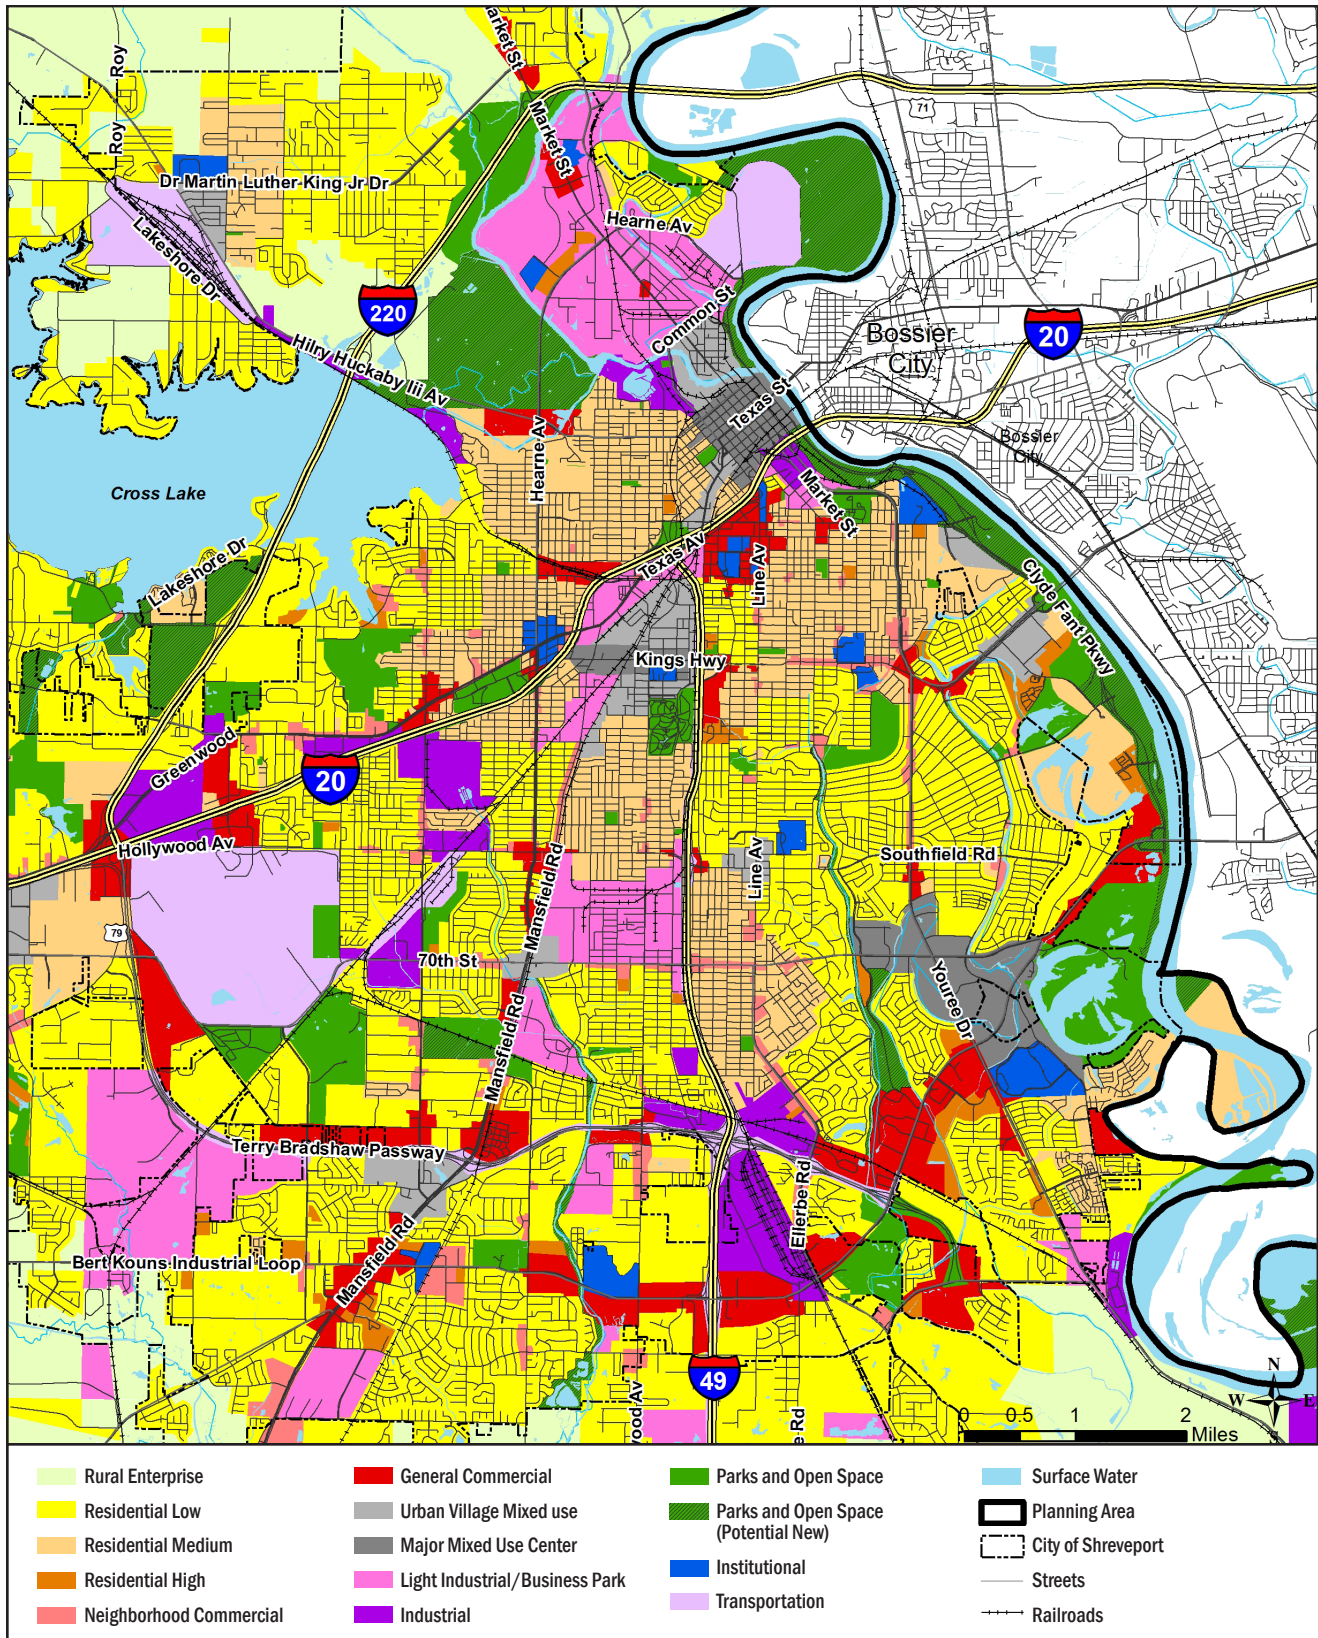 Market St
Roy
71
Market St
Roy
Dr Martin Luther King Jr Dr
Hearne Av
Lakeshore Dr
220
Common St
20
Bossier
City
Hilry Huckaby Iii Av
Texas St
Hearne Av
Bossier
City
Cross Lake
Market St
Texas Av
Line Av
Lakeshore Dr
Clyde Fant Pkwy
Kings Hwy
Greenwood
20
Hollywood Av
Southfield Rd
Line Av
Mansfield Rd
79
70th St
Youree Dr
Mansfield Rd
Terry Bradshaw Passway
Ellerbe Rd
Mansfield Rd
Bert Kouns Industrial Loop
49
wood Av
e Rd
N
W E
S
0 0.5 1 2
Miles
Rural Enterprise
Residential Low
Residential Medium
Residential High
Neighborhood Commercial
General Commercial
Urban Village Mixed use
Major Mixed Use Center
Light Industrial/Business Park
Industrial
Parks and Open Space
Parks and Open Space
(Potential New)
Institutional
Transportation
Surface Water
Planning Area
City of Shreveport
Streets
Railroads